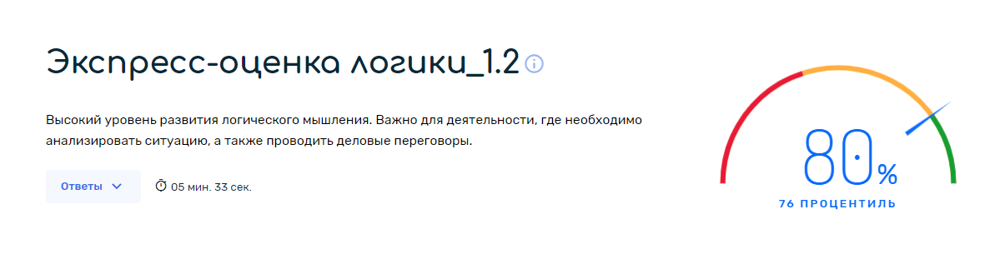 Экспресс-оценка логики_1.2
Высокий уровень развития логического мышления. Важно для деятельности, где необходимо
анализировать ситуацию, а также проводить деловые переговоры.
Ответы
05 мин. 33 сек.
80%
76 ПРОЦЕНТИЛЬ